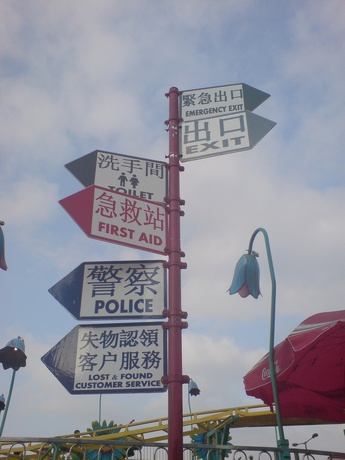 緊急出口
EMERGENCY EXIT
出口
EXIT
洗手間
TOILET
急救站
FIRST AID
警察
POLICE
失物認領
客户服務
LOST & FOUND
CUSTOMER SERVICE